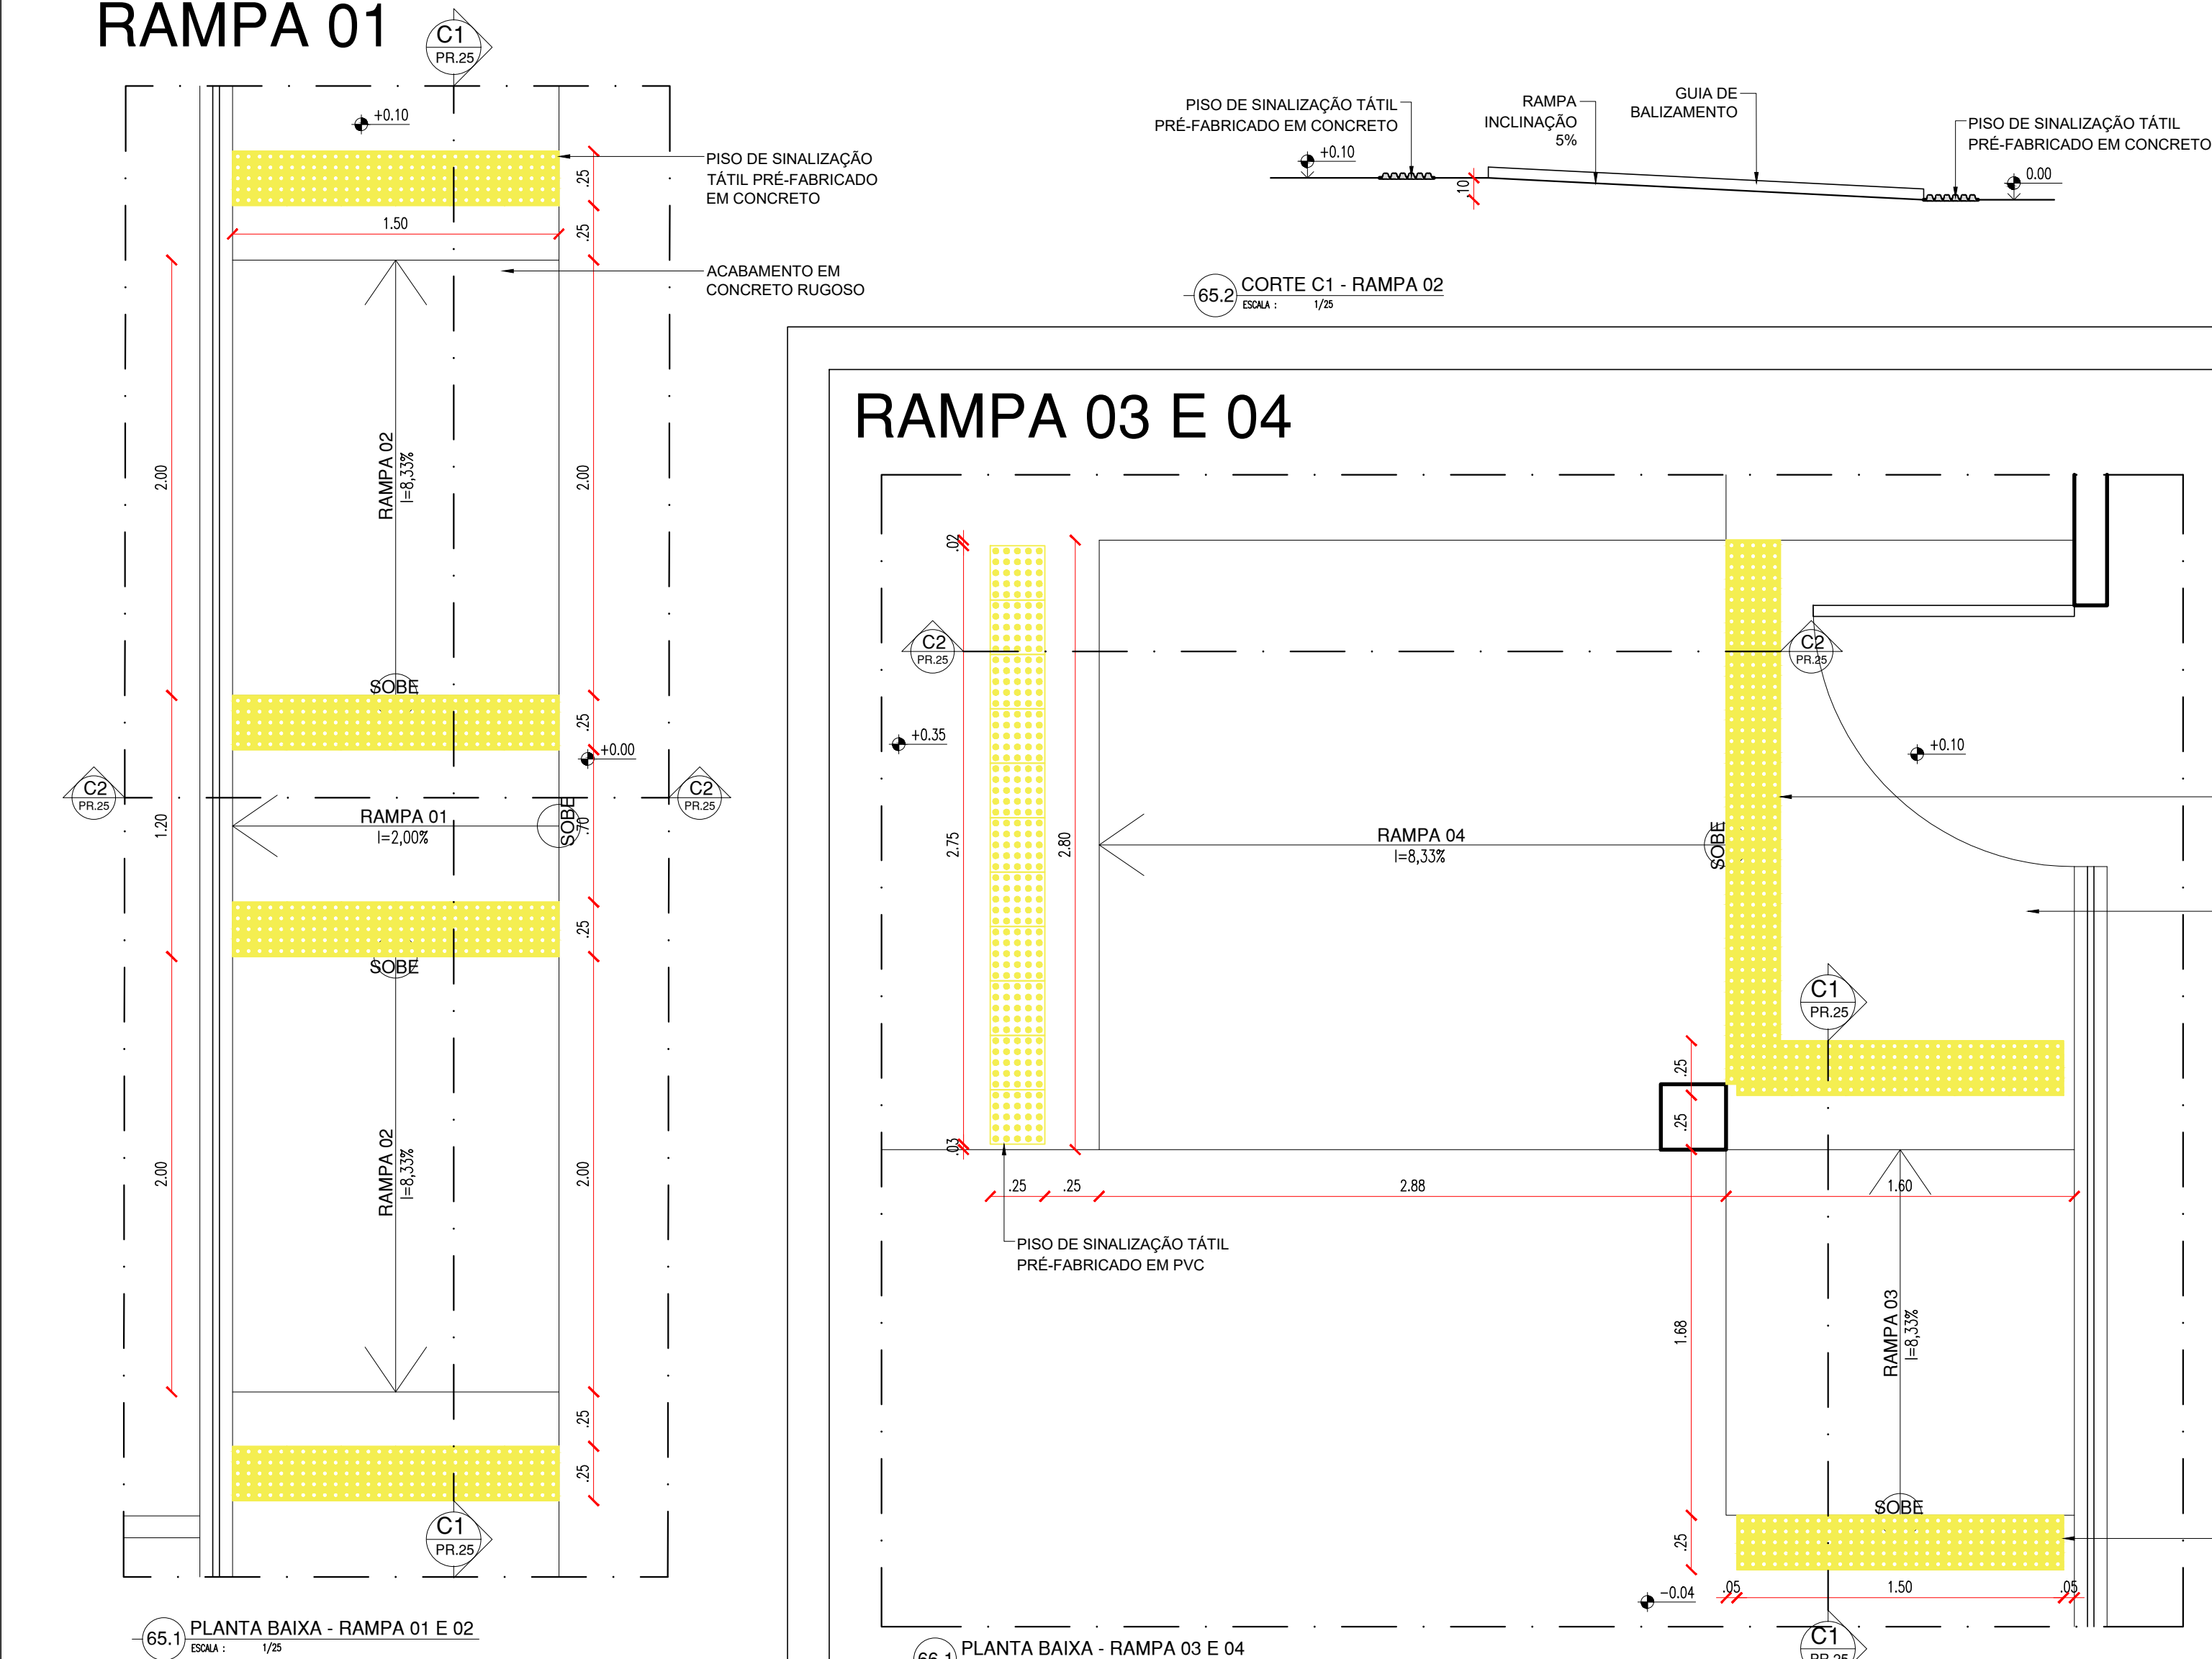 RAMPA 01
C1
PR.25
+0.10
PISO DE SINALIZAÇÃO
TÁTIL PRÉ-FABRICADO
EM CONCRETO
.25
1.50
.25
ACABAMENTO EM
CONCRETO RUGOSO
2.00
RAMPA 02
I=8,33%
2.00
SOBE
.25
+0.00
C2
PR.25
C2
PR.25
1.20
RAMPA 01
I=2,00%
SOBE
.70
.25
SOBE
2.00
RAMPA 02
I=8,33%
2.00
.25
.25
C1
PR.25
65.1
PLANTA BAIXA - RAMPA 01 E 02
ESCALA : 1/25
PISO DE SINALIZAÇÃO TÁTIL
PRÉ-FABRICADO EM CONCRETO
RAMPA
INCLINAÇÃO
5%
GUIA DE
BALIZAMENTO
PISO DE SINALIZAÇÃO TÁTIL
PRÉ-FABRICADO EM CONCRETO
+0.10
.10
0.00
65.2
CORTE C1 - RAMPA 02
ESCALA : 1/25
RAMPA 03 E 04
.02
C2
PR.25
C2
PR.25
+0.35
+0.10
2.75
2.80
RAMPA 04
I=8,33%
SOBE
C1
PR.25
.25
.25
.03
.25
.25
2.88
1.60
PISO DE SINALIZAÇÃO TÁTIL
PRÉ-FABRICADO EM PVC
1.68
RAMPA 03
I=8,33%
SOBE
.25
-0.04
.05
1.50
.05
66.1
PLANTA BAIXA - RAMPA 03 E 04
C1
PR.25